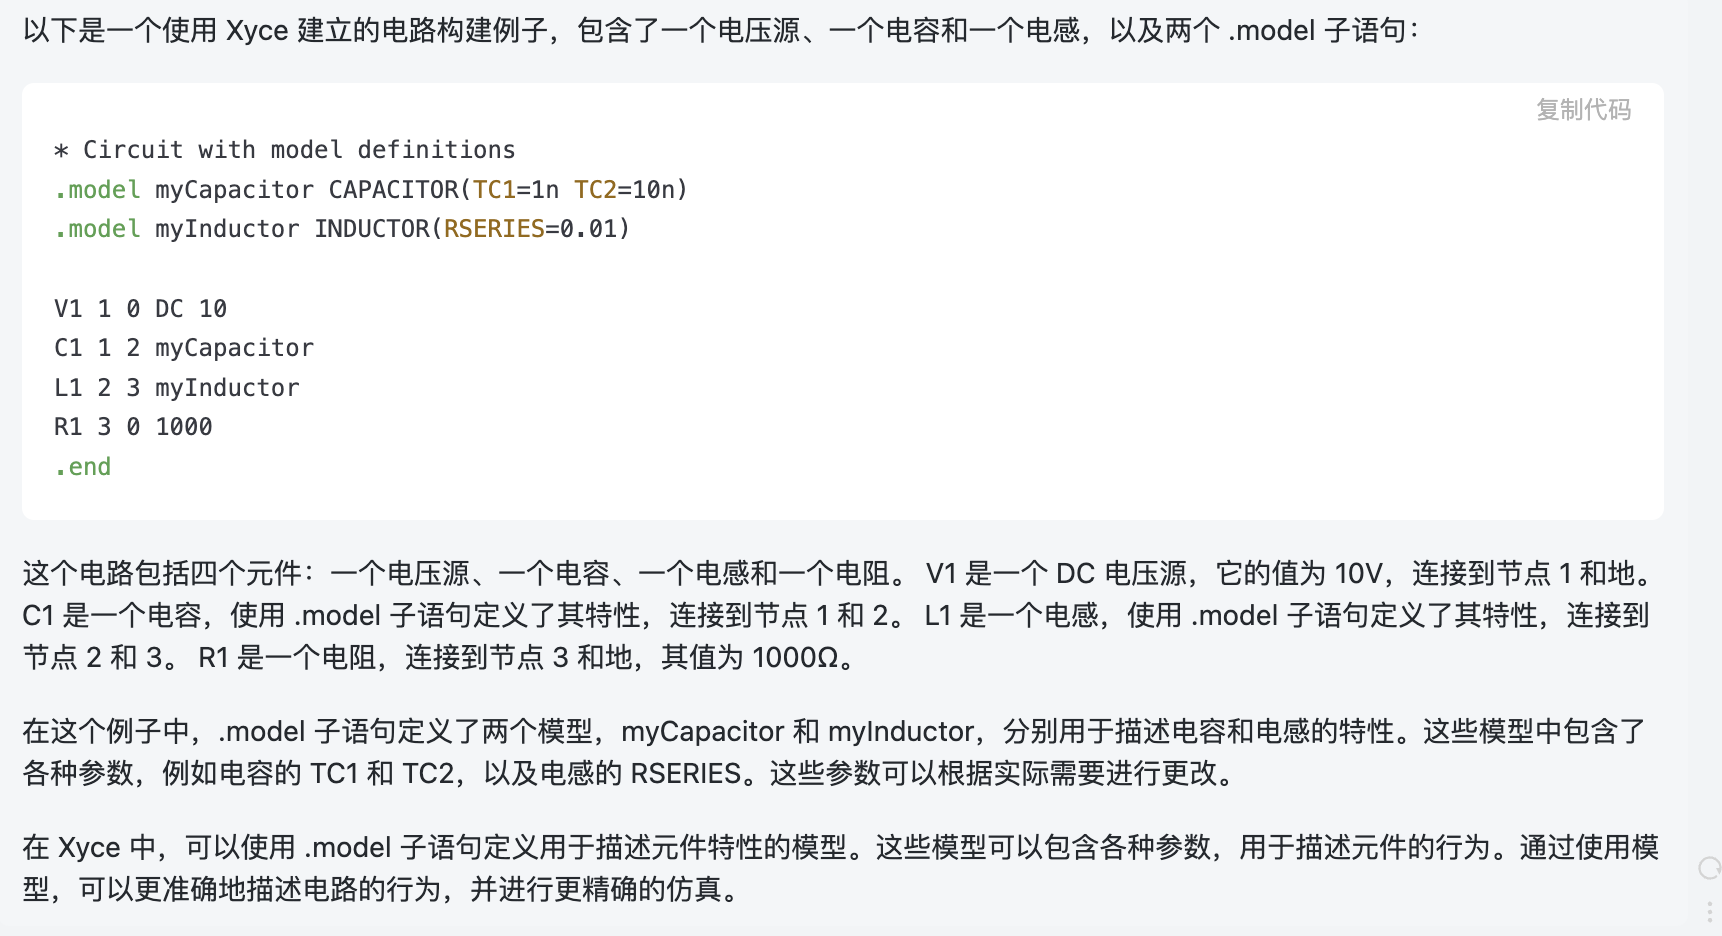 以下是一个使用 Xyce 建立的电路构建例子，包含了一个电压源、一个电容和一个电感，以及两个 .model 子语句：
复制代码
* Circuit with model definitions
.model myCapacitor CAPACITOR(TC1=1n TC2=10n)
.model myInductor INDUCTOR(RSERIES=0.01)
V1 1 0 DC 10
C1 1 2 myCapacitor
L1 2 3 myInductor
R1 3 0 1000
.end
这个电路包括四个元件：一个电压源、一个电容、一个电感和一个电阻。 V1 是一个 DC 电压源，它的值为 10V，连接到节点 1 和地。
C1 是一个电容，使用 .model 子语句定义了其特性，连接到节点 1 和 2。 L1 是一个电感，使用 .model 子语句定义了其特性，连接到
节点 2 和 3。 R1 是一个电阻，连接到节点 3 和地，其值为 1000Ω。
在这个例子中，.model 子语句定义了两个模型，myCapacitor 和 myInductor，分别用于描述电容和电感的特性。这些模型中包含了
各种参数，例如电容的 TC1 和 TC2，以及电感的 RSERIES。这些参数可以根据实际需要进行更改。
在 Xyce 中，可以使用 .model 子语句定义用于描述元件特性的模型。这些模型可以包含各种参数，用于描述元件的行为。通过使用模
型，可以更准确地描述电路的行为，并进行更精确的仿真。